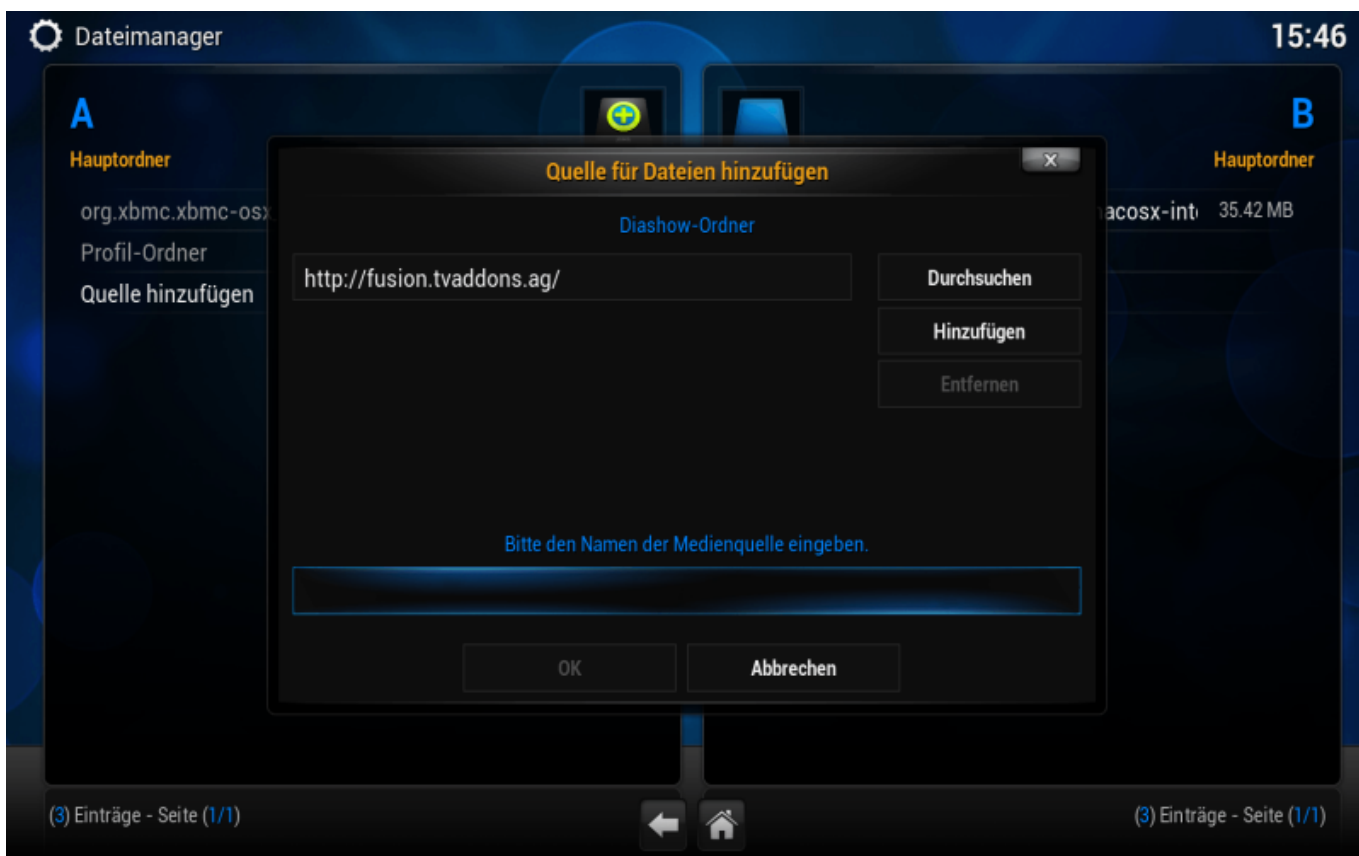 Dateimanager
15:46
A
B
Hauptordner
Hauptordner
Quelle für Dateien hinzufügen
x
org.xbmc.xbmc-osx
Diashow-Ordner
acosx-int
35.42 MB
Profil-Ordner
http://fusion.tvaddons.ag/
Durchsuchen
Quelle hinzufügen
Hinzufügen
Entfernen
Bitte den Namen der Medienquelle eingeben.
OK
Abbrechen
(3) Einträge - Seite (1/1)
(3) Einträge - Seite (1/1)